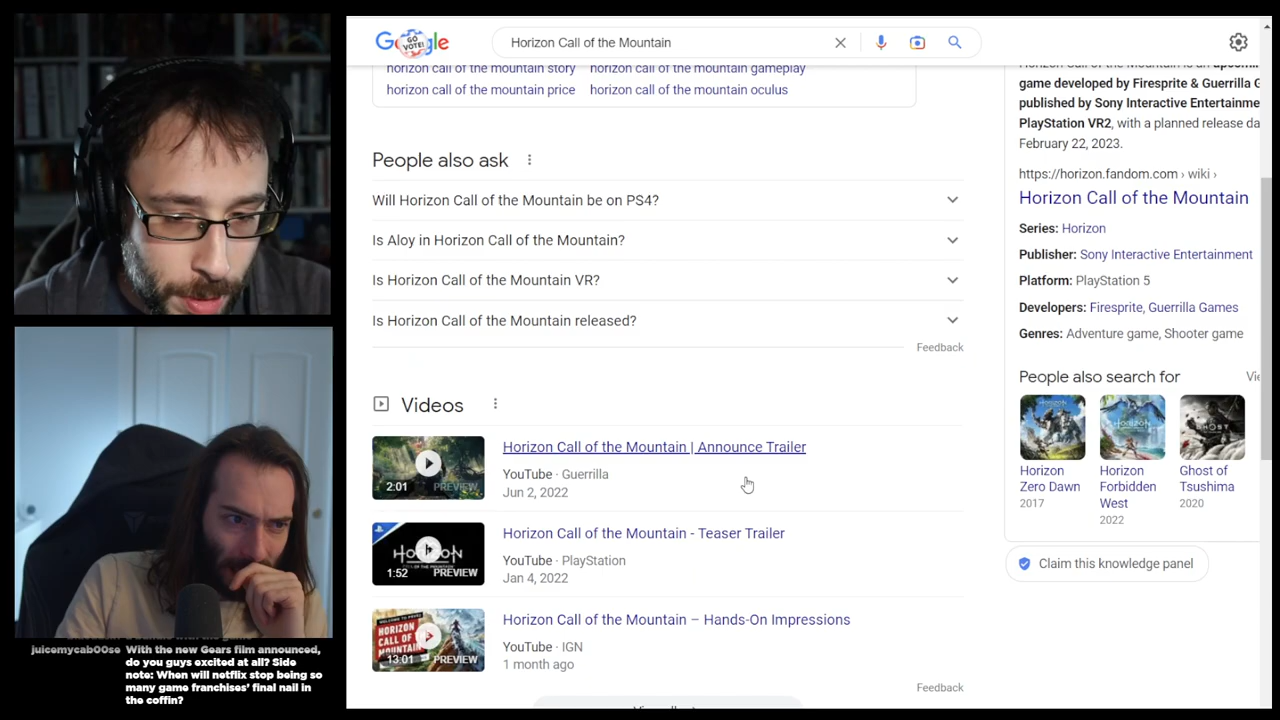 Google
GO
VOTE!
Horizon Call of the Mountain
horizon call of the mountain story
horizon call of the mountain gameplay
horizon call of the mountain price
horizon call of the mountain oculus
People also ask
Will Horizon Call of the Mountain be on PS4?
Is Aloy in Horizon Call of the Mountain?
Is Horizon Call of the Mountain VR?
Is Horizon Call of the Mountain released?
Feedback
Videos
2:01
PREVIEW
Horizon Call of the Mountain | Announce Trailer
YouTube · Guerrilla
Jun 2, 2022
HORIZON
1:52
PREVIEW
Horizon Call of the Mountain - Teaser Trailer
YouTube · PlayStation
Jan 4, 2022
HORIZON
CALL OF
THE
13:01
PREVIEW
Horizon Call of the Mountain – Hands-On Impressions
YouTube · IGN
1 month ago
Feedback
game developed by Firesprite & Guerrilla G
published by Sony Interactive Entertainme
PlayStation VR2, with a planned release da
February 22, 2023.
https://horizon.fandom.com › wiki ›
Horizon Call of the Mountain
Series: Horizon
Publisher: Sony Interactive Entertainment
Platform: PlayStation 5
Developers: Firesprite, Guerrilla Games
Genres: Adventure game, Shooter game
People also search for
Vie
Horizon
Zero Dawn
2017
Horizon
Forbidden
West
2022
GHOST
Ghost of
Tsushima
2020
Claim this knowledge panel
juicemycab00se With the new Gears film announced,
do you guys excited at all? Side
note: When will netflix stop being so
many game franchises' final nail in
the coffin?